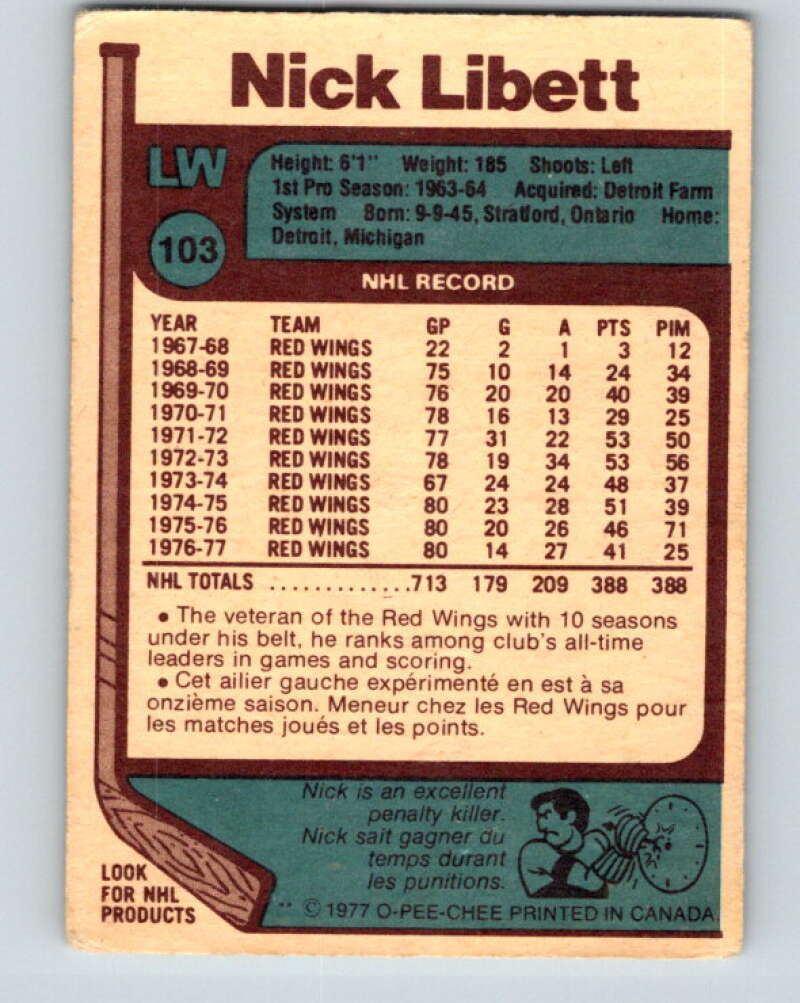 Nick Libett
LW
103
Height: 6'1" Weight: 185 Shoots: Left
1st Pro Season: 1963-64 Acquired: Detroit Farm
System Born: 9-9-45, Stratford, Ontario Home:
Detroit, Michigan
NHL RECORD
YEAR TEAM GP G A PTS PIM
1967-68 RED WINGS 22 2 1 3 12
1968-69 RED WINGS 75 10 14 24 34
1969-70 RED WINGS 76 20 20 40 39
1970-71 RED WINGS 78 16 13 29 25
1971-72 RED WINGS 77 31 22 53 50
1972-73 RED WINGS 78 19 34 53 56
1973-74 RED WINGS 67 24 24 48 37
1974-75 RED WINGS 80 23 28 51 39
1975-76 RED WINGS 80 20 26 46 71
1976-77 RED WINGS 80 14 27 41 25
NHL TOTALS .............713 179 209 388 388
• The veteran of the Red Wings with 10 seasons
under his belt, he ranks among club's all-time
leaders in games and scoring.
• Cet ailier gauche expérimenté en est à sa
onzième saison. Meneur chez les Red Wings pour
les matches joués et les points.
Nick is an excellent
penalty killer.
Nick sait gagner du
temps durant
les punitions.
LOOK
FOR NHL
PRODUCTS
** © 1977 O-PEE-CHEE PRINTED IN CANADA.